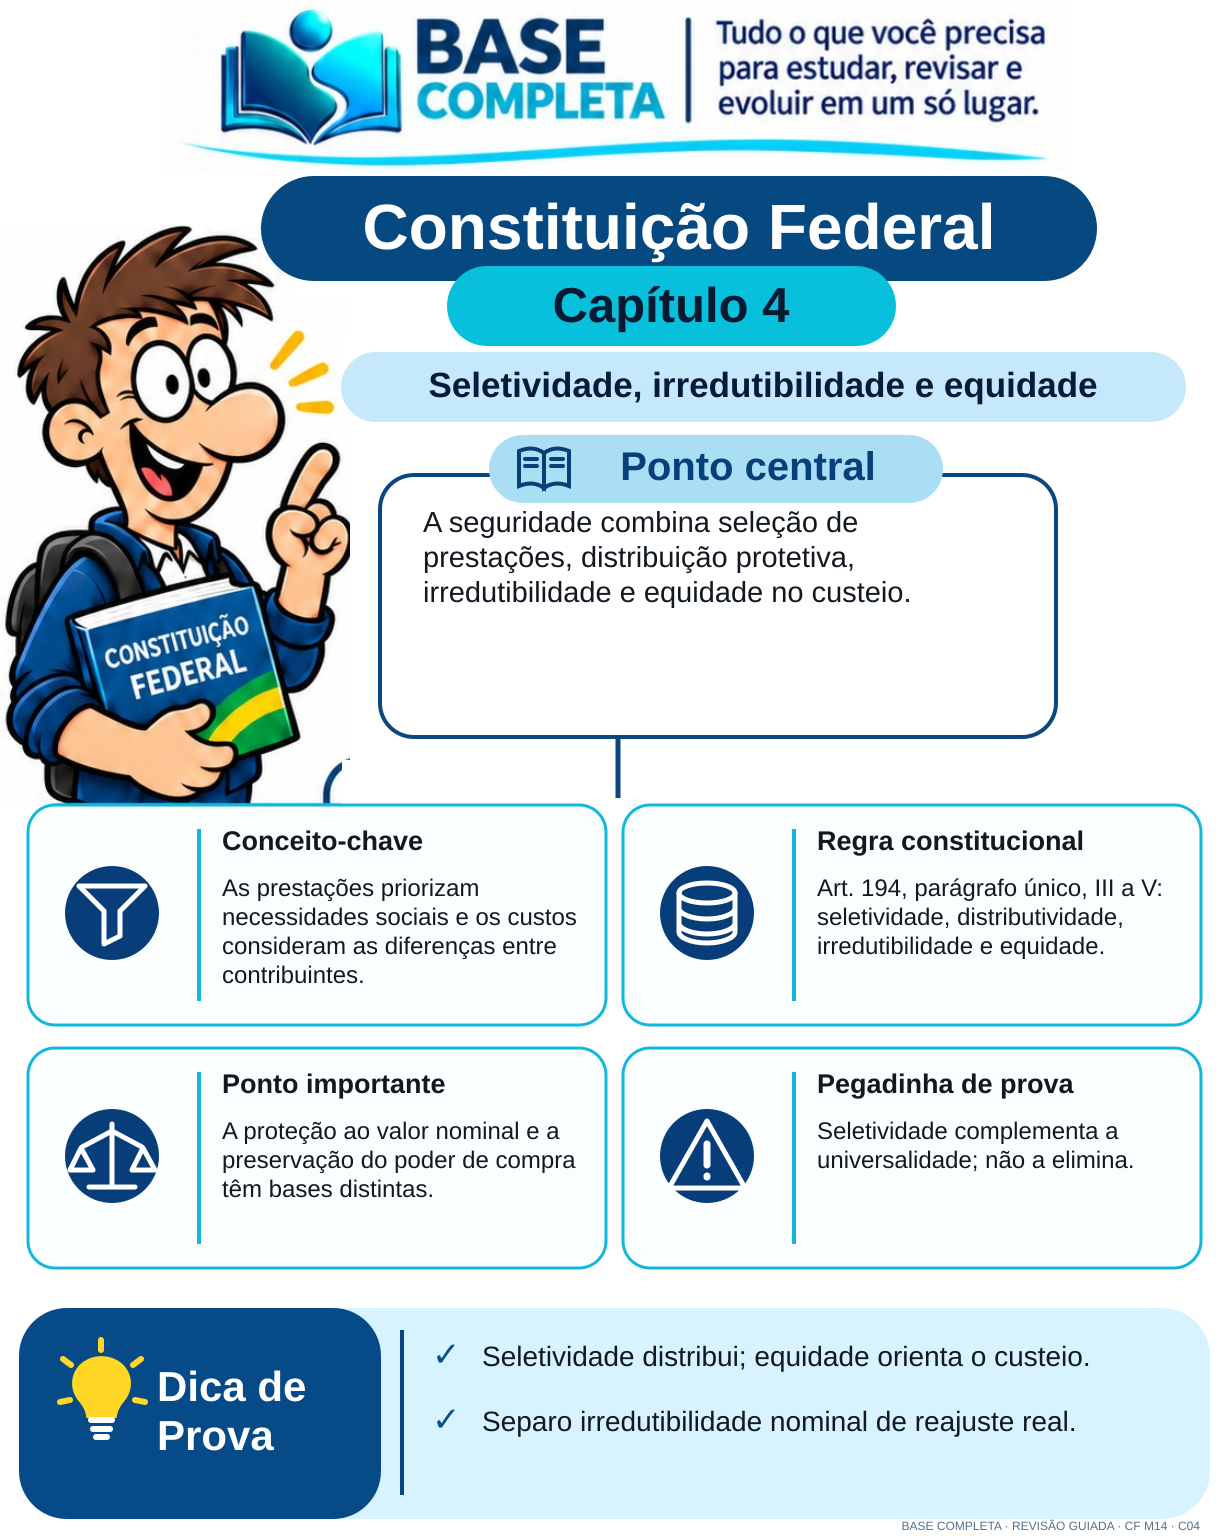 BASE
COMPLETA
Tudo o que você precisa
para estudar, revisar e
evoluir em um só lugar.
Constituição Federal
Capítulo 4
Seletividade, irredutibilidade e equidade
Ponto central
A seguridade combina seleção de
prestações, distribuição protetiva,
irredutibilidade e equidade no custeio.
CONSTITUIÇÃO
FEDERAL
Conceito-chave
As prestações priorizam
necessidades sociais e os custos
consideram as diferenças entre
contribuintes.
Regra constitucional
Art. 194, parágrafo único, III a V:
seletividade, distributividade,
irredutibilidade e equidade.
Ponto importante
A proteção ao valor nominal e a
preservação do poder de compra
têm bases distintas.
Pegadinha de prova
Seletividade complementa a
universalidade; não a elimina.
Dica de
Prova
✓ Seletividade distribui; equidade orienta o custeio.
✓ Separo irredutibilidade nominal de reajuste real.
BASE COMPLETA · REVISÃO GUIADA · CF M14 · C04